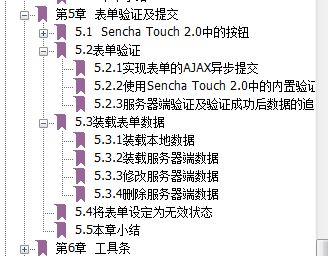 第5章 表单验证及提交
5.1 Sencha Touch 2.0中的按钮
5.2表单验证
5.2.1实现表单的AJAX异步提交
5.2.2使用Sencha Touch 2.0中的内置验证
5.2.3服务器端验证及验证成功后数据的追
5.3装载表单数据
5.3.1装载本地数据
5.3.2装载服务器端数据
5.3.3修改服务器端数据
5.3.4删除服务器端数据
5.4将表单设定为无效状态
5.5本章小结
第6章 工具条